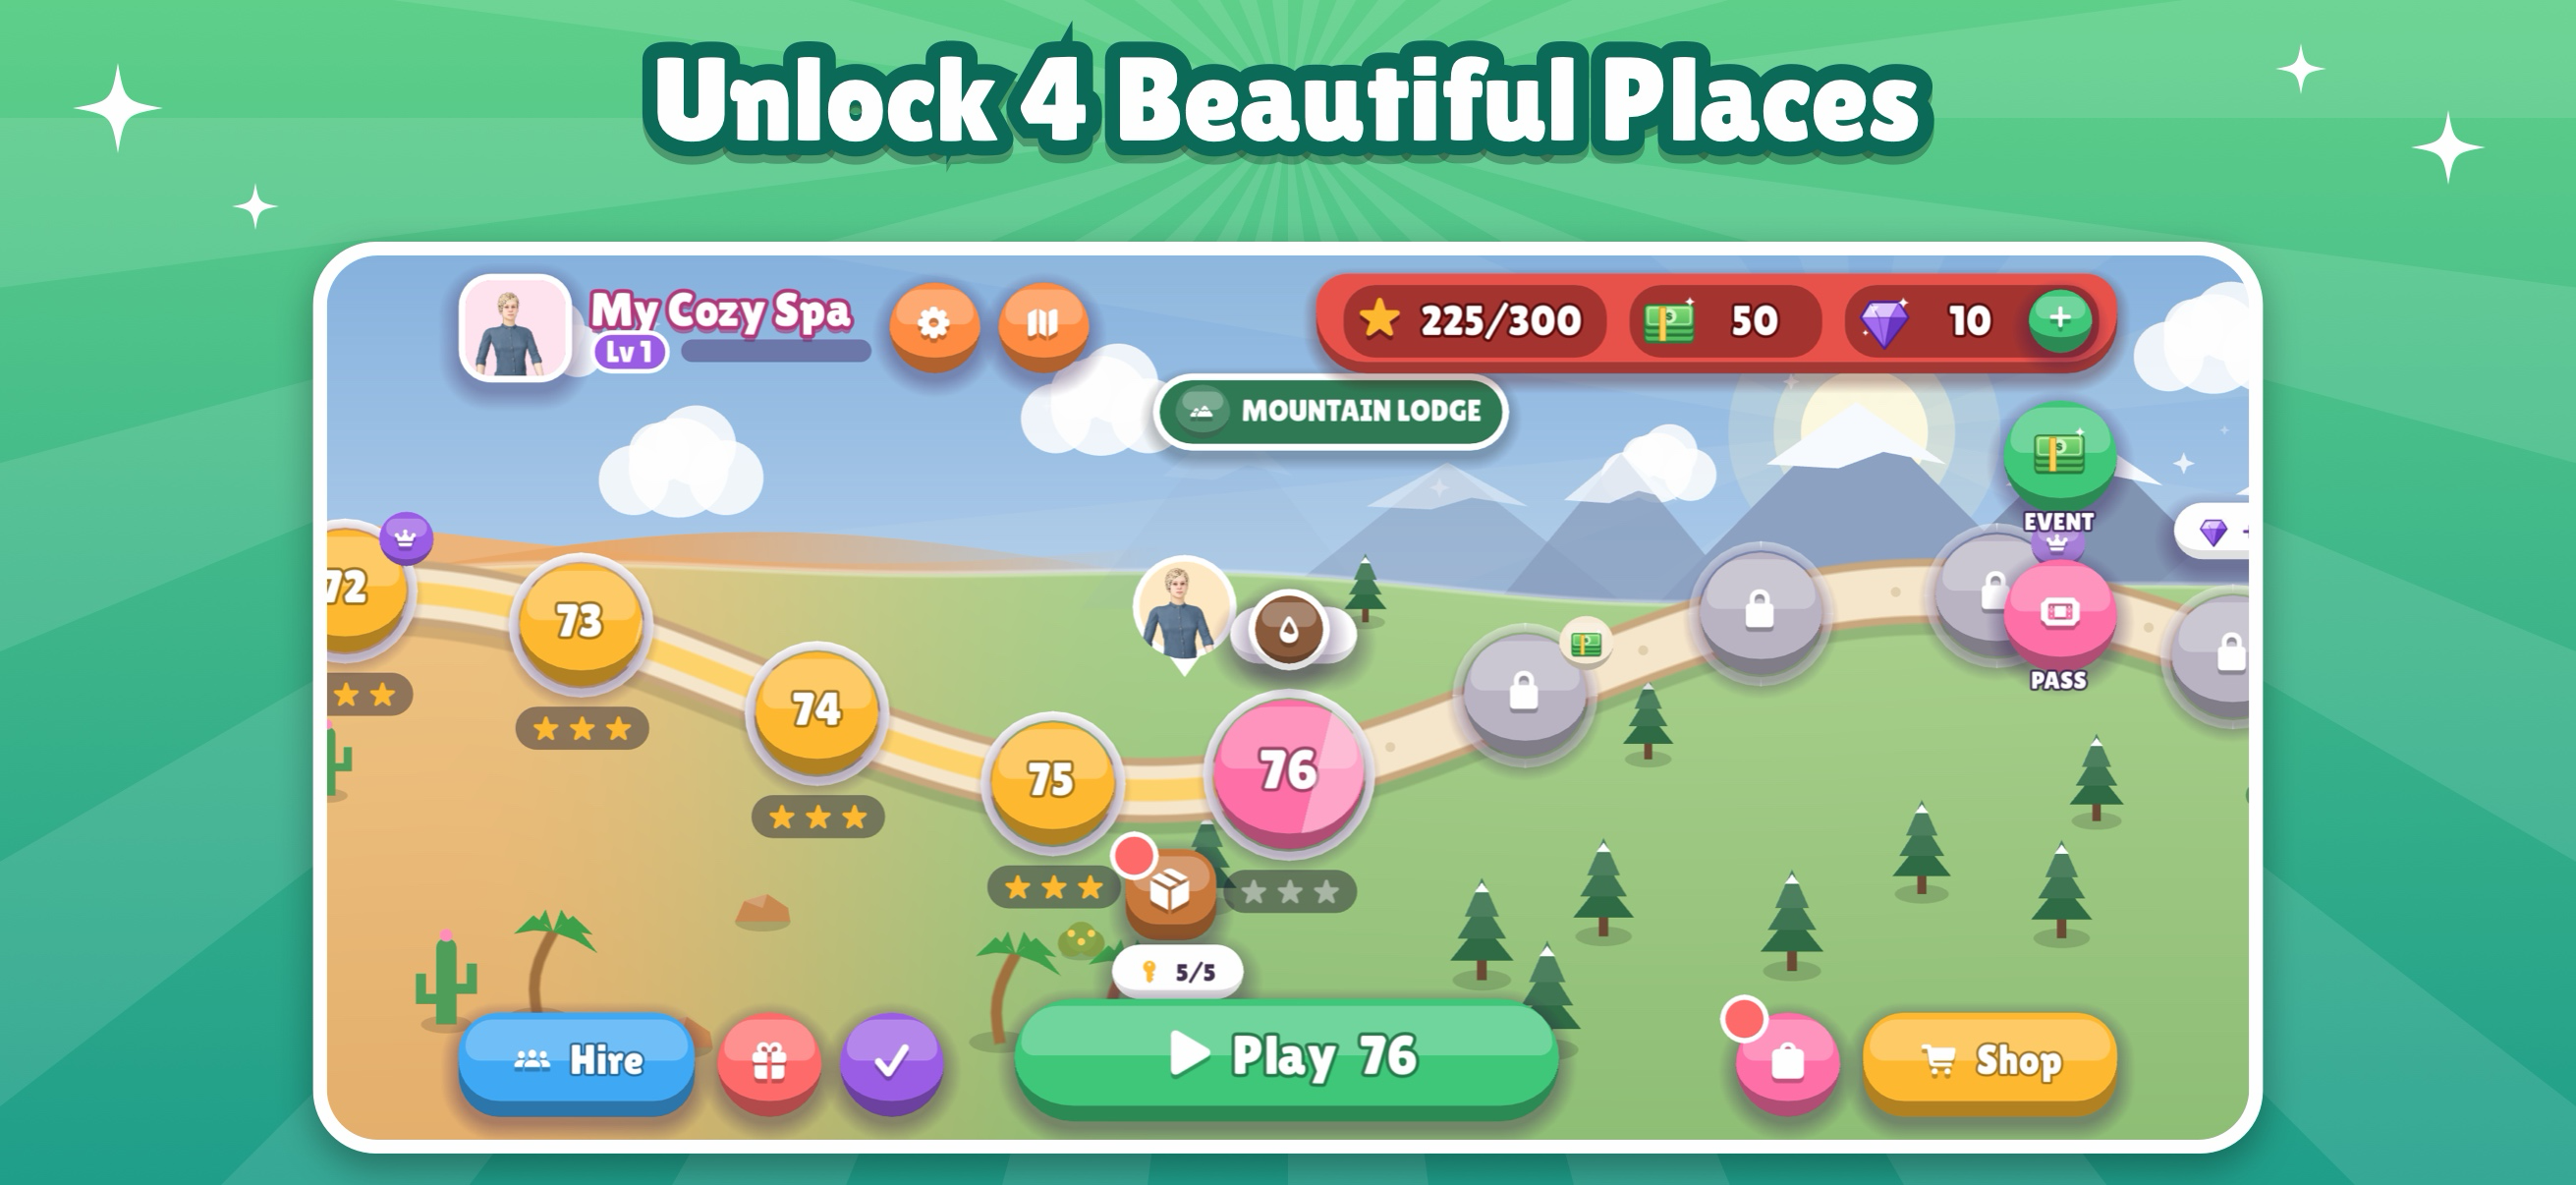 Unlock 4 Beautiful Places
My Cozy Spa
Lv 1
225/300
50
10
+
MOUNTAIN LODGE
EVENT
72
73
74
75
76
PASS
5/5
Hire
Play 76
Shop